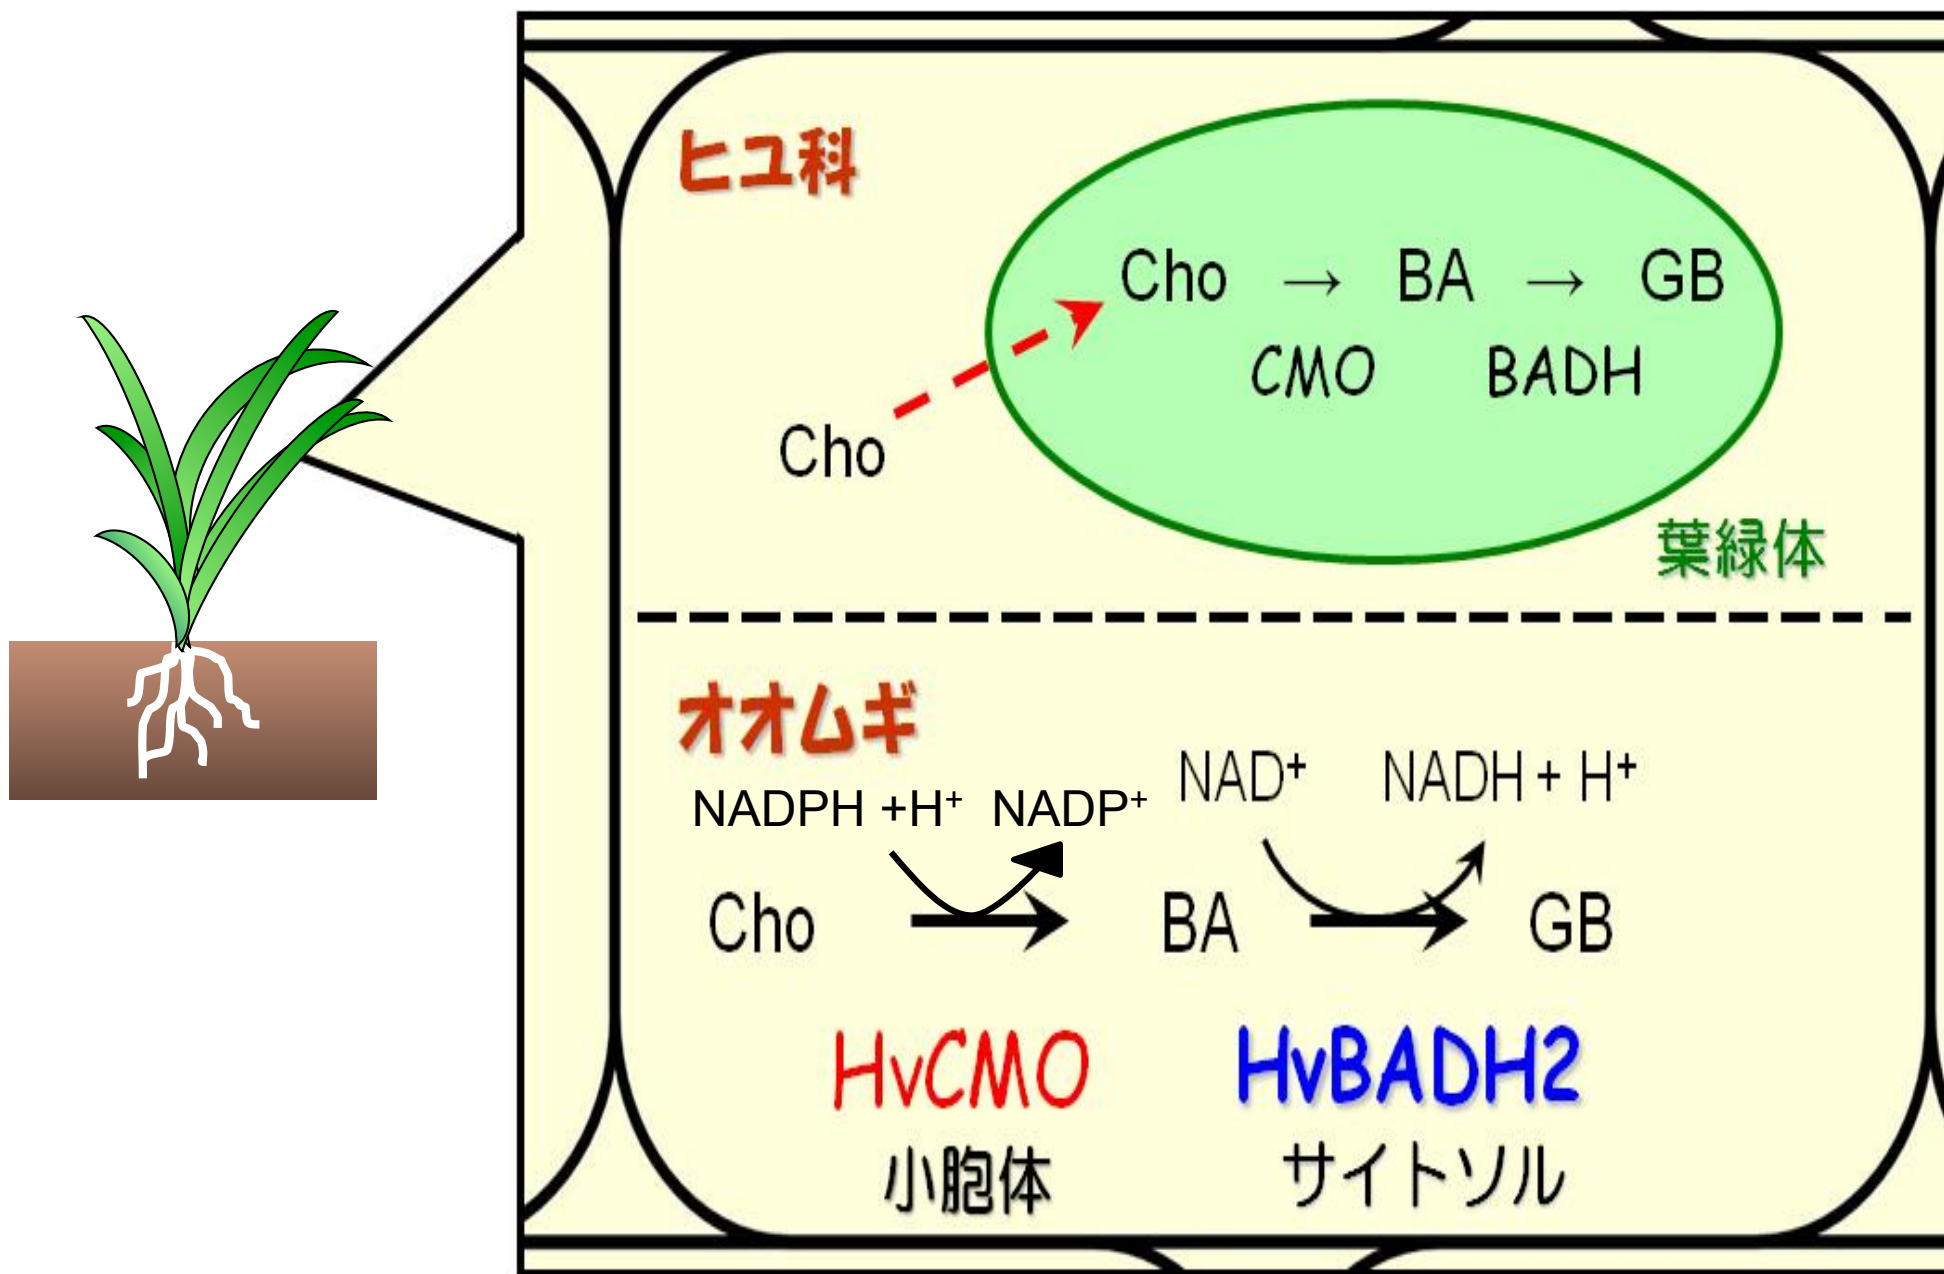 ヒユ科
Cho → BA → GB
CMO BADH
Cho
葉緑体
オオムギ
NADPH +H⁺ NADP⁺ NAD⁺ NADH + H⁺
Cho BA GB
HvCMO HvBADH2
小胞体 サイトソル